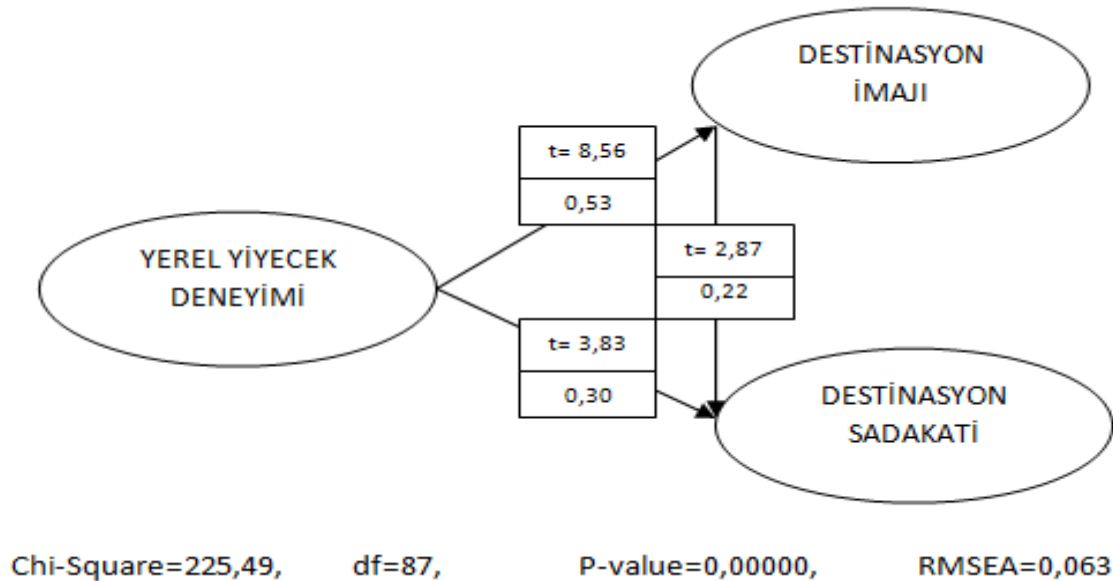 DESTİNASYON
İMAJI
t= 8,56
0,53
YEREL YİYECEK
DENEYİMİ
t= 2,87
0,22
t= 3,83
0,30
DESTİNASYON
SADAKATİ
Chi-Square=225,49, df=87, P-value=0,00000, RMSEA=0,063